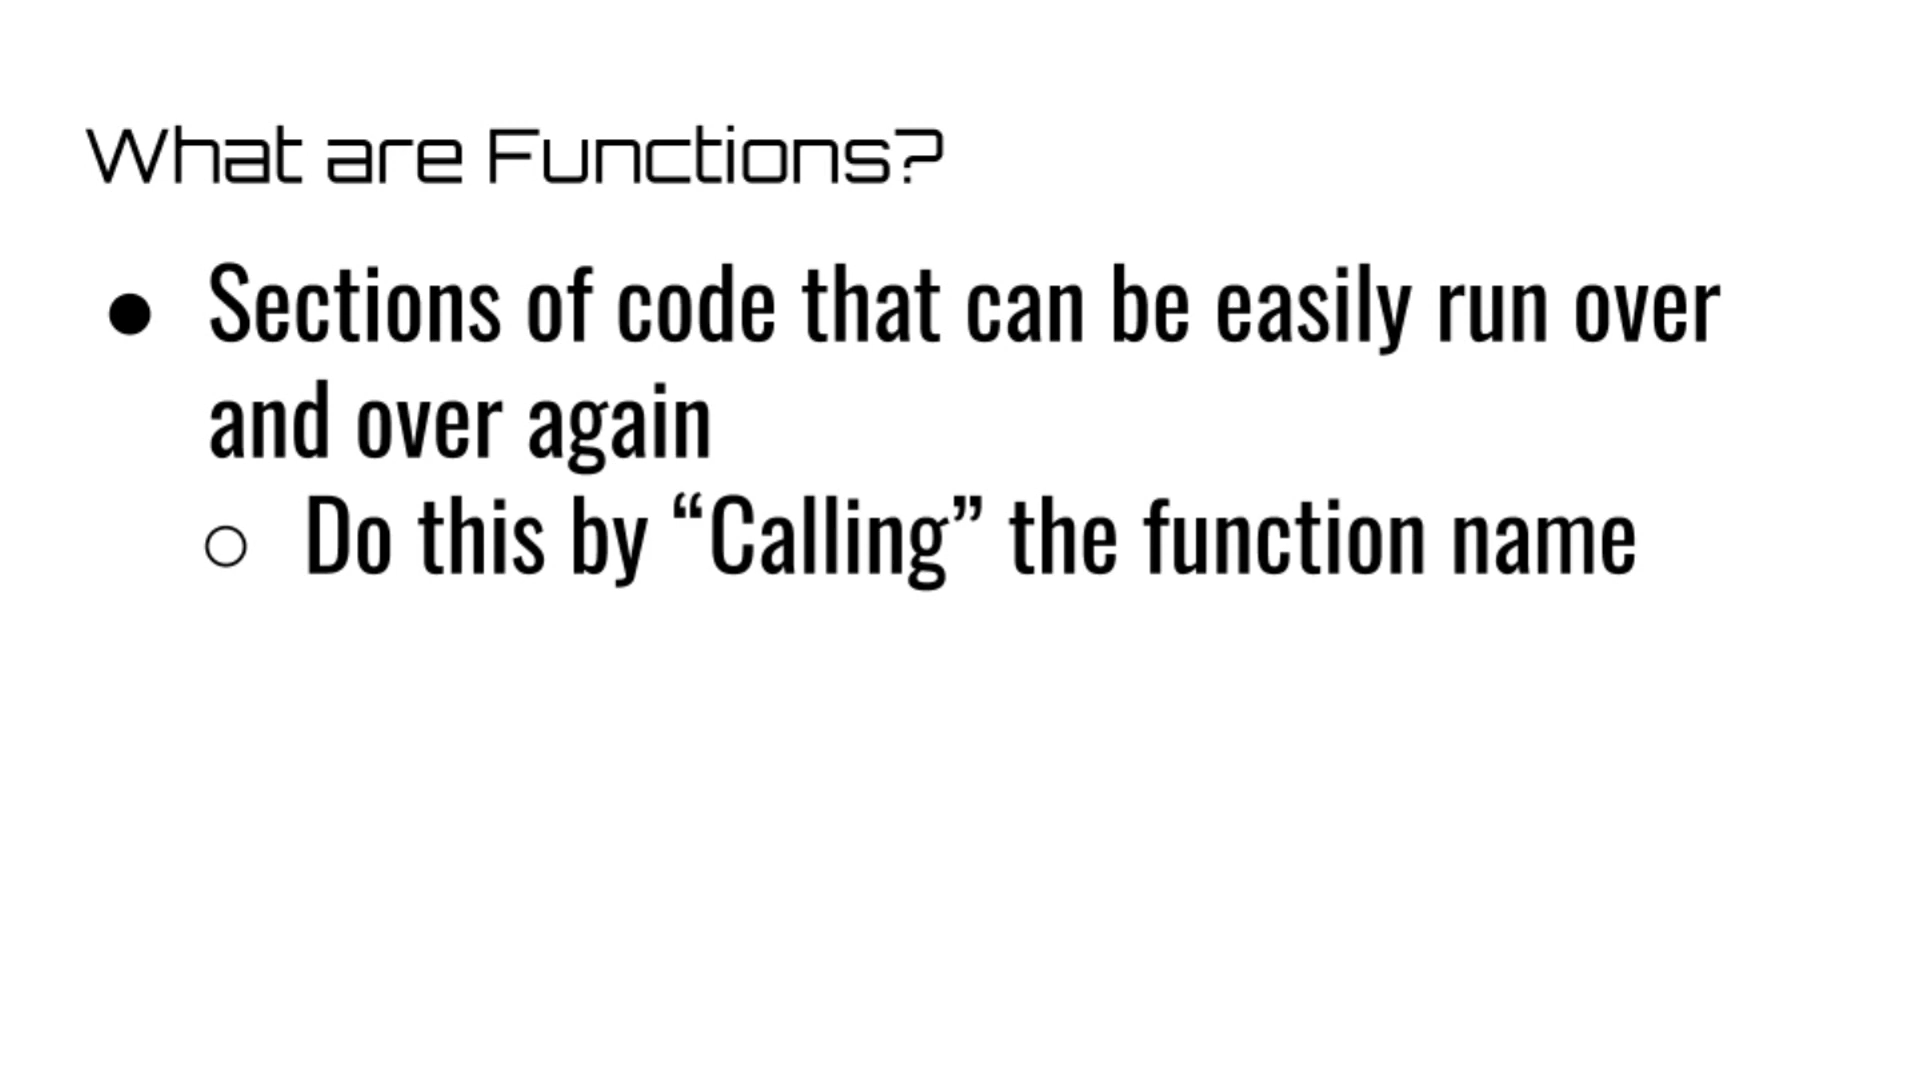 What are Functions?
● Sections of code that can be easily run over
and over again
○ Do this by “Calling” the function name